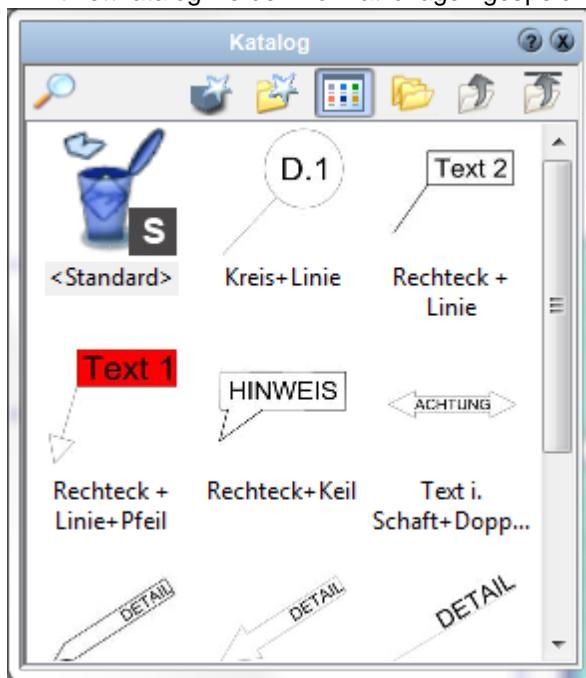 Katalog
D.1
Text 2
S
<Standard>
Kreis+Linie
Rechteck +
Linie
Text 1
HINWEIS
ACHTUNG
Rechteck +
Linie+Pfeil
Rechteck+Keil
Text i.
Schaft+Dopp...
DETAIL
DETAIL
DETAIL